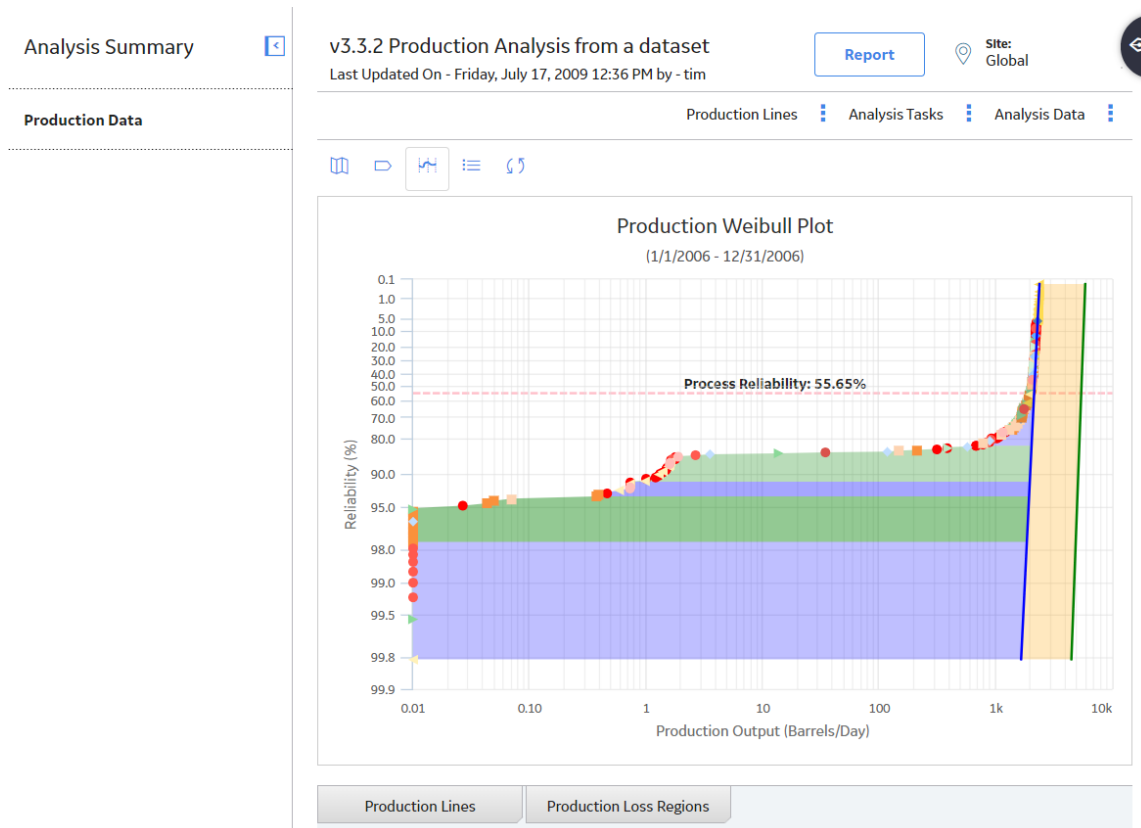 Analysis Summary
Production Data
v3.3.2 Production Analysis from a dataset
Last Updated On - Friday, July 17, 2009 12:36 PM by - tim
Report
Site:
Global
Production Lines
Analysis Tasks
Analysis Data
Production Weibull Plot
(1/1/2006 - 12/31/2006)
Reliability (%)
0.1
1.0
5.0
10.0
20.0
30.0
40.0
50.0
60.0
70.0
80.0
90.0
95.0
98.0
99.0
99.5
99.8
99.9
Process Reliability: 55.65%
0.01 0.10 1 10 100 1k 10k
Production Output (Barrels/Day)
Production Lines
Production Loss Regions